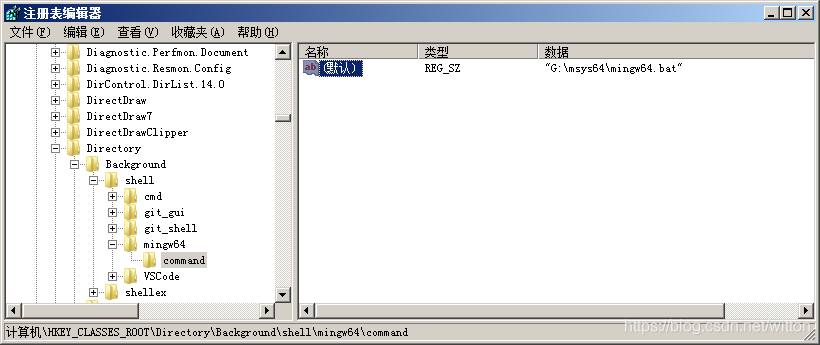 注册表编辑器
文件(F) 编辑(E) 查看(V) 收藏夹(A) 帮助(H)
Diagnostic.Perfmon.Document
Diagnostic.Resmon.Config
DirControl.DirList.14.0
DirectDraw
DirectDraw7
DirectDrawClipper
Directory
Background
shell
cmd
git_gui
git_shell
mingw64
command
VSCode
shellex
名称 类型 数据
ab (默认) REG_SZ "G:\msys64\mingw64.bat"
计算机\HKEY_CLASSES_ROOT\Directory\Background\shell\mingw64\command
https://blog.csdn.net/witton